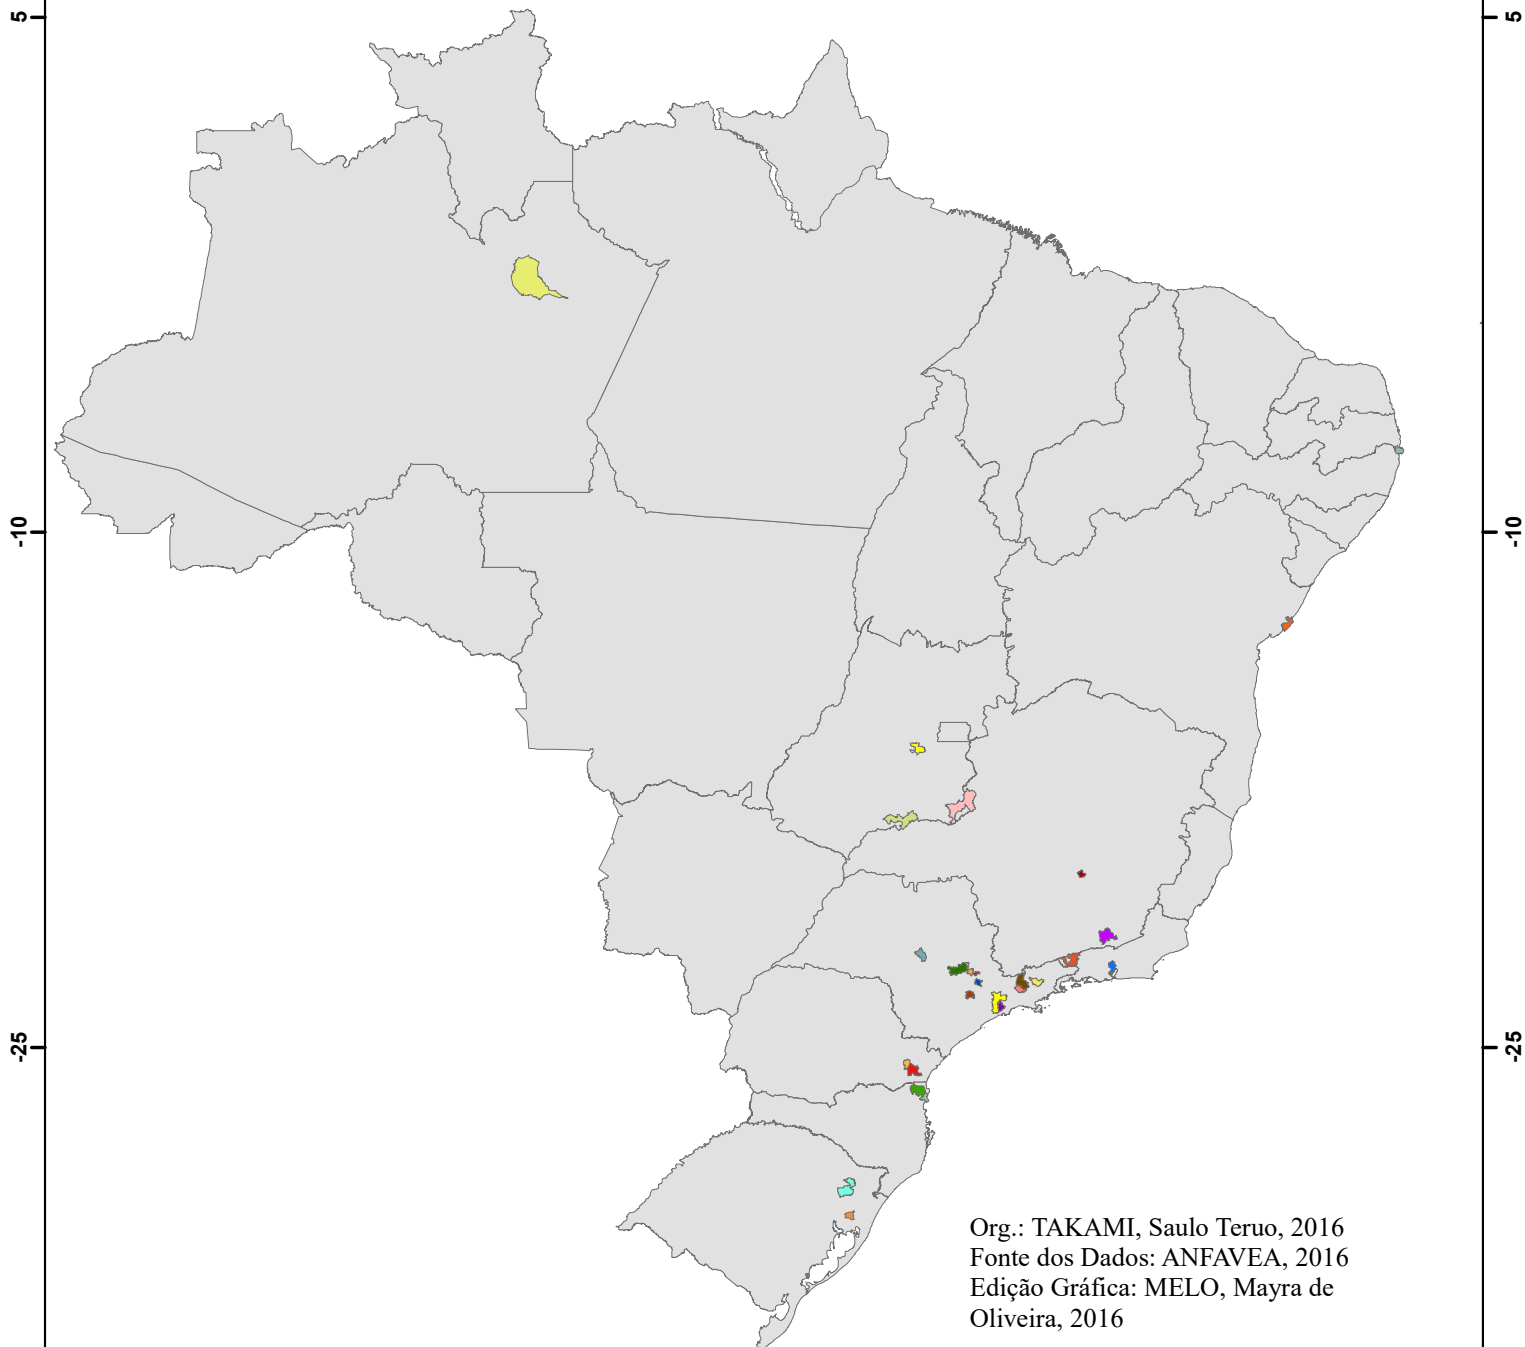 5
5
-10
-10
-25
-25
Org.: TAKAMI, Saulo Teruo, 2016
Fonte dos Dados: ANFAVEA, 2016
Edição Gráfica: MELO, Mayra de
Oliveira, 2016